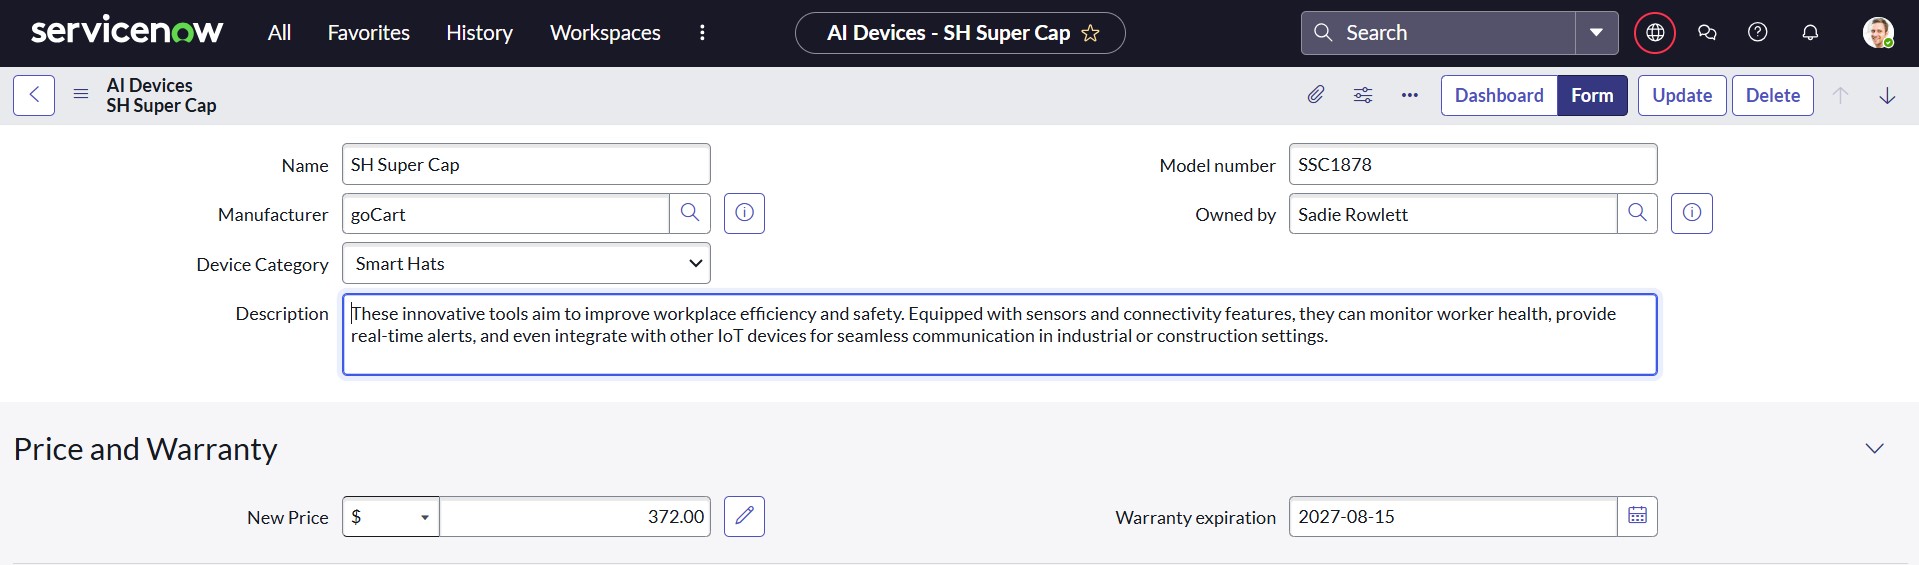 servicenow All Favorites History Workspaces AI Devices - SH Super Cap Search
AI Devices
SH Super Cap
Dashboard Form Update Delete
Name SH Super Cap Model number SSC1878
Manufacturer goCart Owned by Sadie Rowlett
Device Category Smart Hats
Description These innovative tools aim to improve workplace efficiency and safety. Equipped with sensors and connectivity features, they can monitor worker health, provide
real-time alerts, and even integrate with other IoT devices for seamless communication in industrial or construction settings.
Price and Warranty
New Price $ 372.00 Warranty expiration 2027-08-15